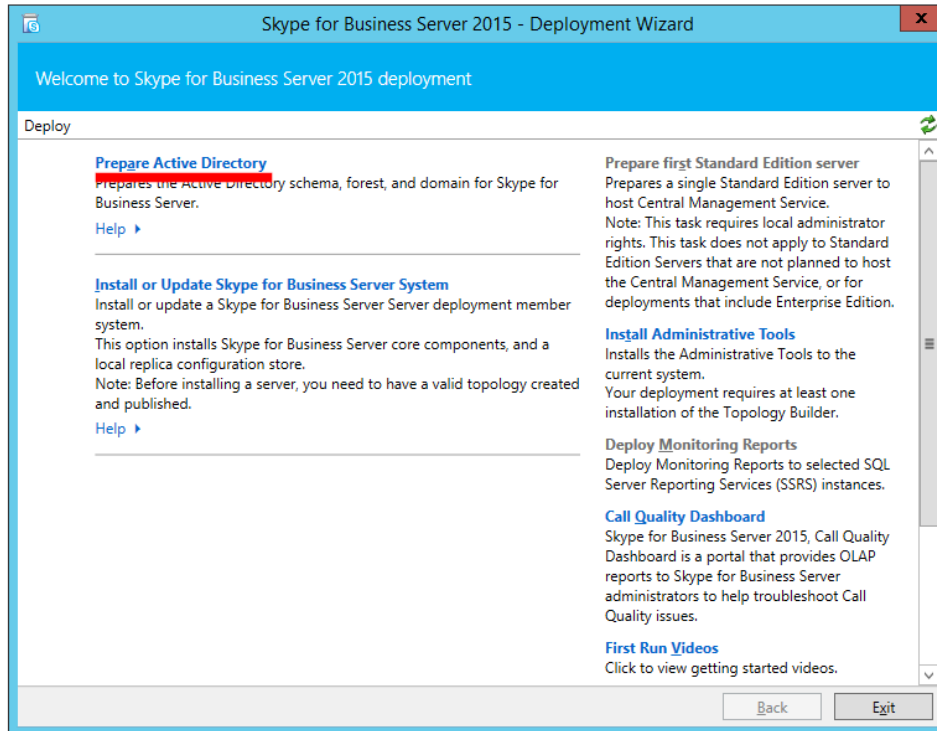 Skype for Business Server 2015 - Deployment Wizard
x
Welcome to Skype for Business Server 2015 deployment
Deploy
Prepare Active Directory
Prepares the Active Directory schema, forest, and domain for Skype for
Business Server.
Help
Install or Update Skype for Business Server System
Install or update a Skype for Business Server Server deployment member
system.
This option installs Skype for Business Server core components, and a
local replica configuration store.
Note: Before installing a server, you need to have a valid topology created
and published.
Help
Prepare first Standard Edition server
Prepares a single Standard Edition server to
host Central Management Service.
Note: This task requires local administrator
rights. This task does not apply to Standard
Edition Servers that are not planned to host
the Central Management Service, or for
deployments that include Enterprise Edition.
Install Administrative Tools
Installs the Administrative Tools to the
current system.
Your deployment requires at least one
installation of the Topology Builder.
Deploy Monitoring Reports
Deploy Monitoring Reports to selected SQL
Server Reporting Services (SSRS) instances.
Call Quality Dashboard
Skype for Business Server 2015, Call Quality
Dashboard is a portal that provides OLAP
reports to Skype for Business Server
administrators to help troubleshoot Call
Quality issues.
First Run Videos
Click to view getting started videos.
Back
Exit